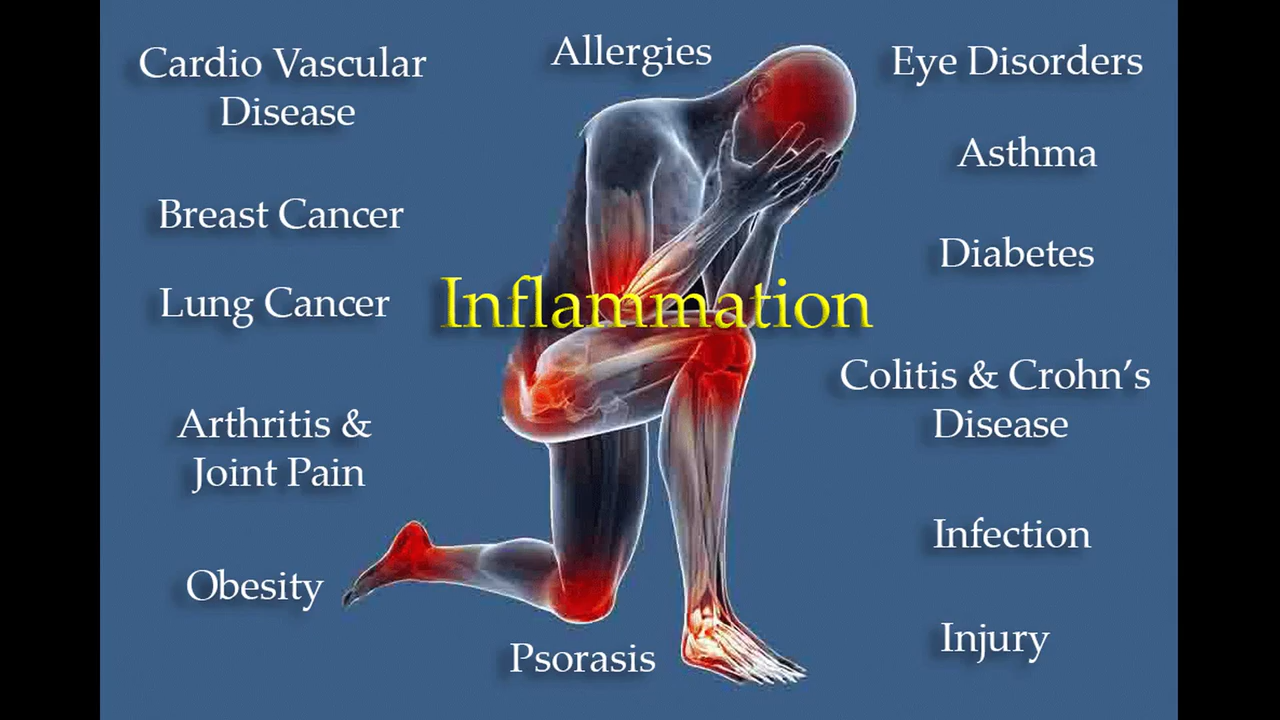 Cardio Vascular
Disease
Allergies
Eye Disorders
Asthma
Breast Cancer
Diabetes
Lung Cancer
Inflammation
Colitis & Crohn’s
Disease
Arthritis &
Joint Pain
Infection
Obesity
Injury
Psorasis